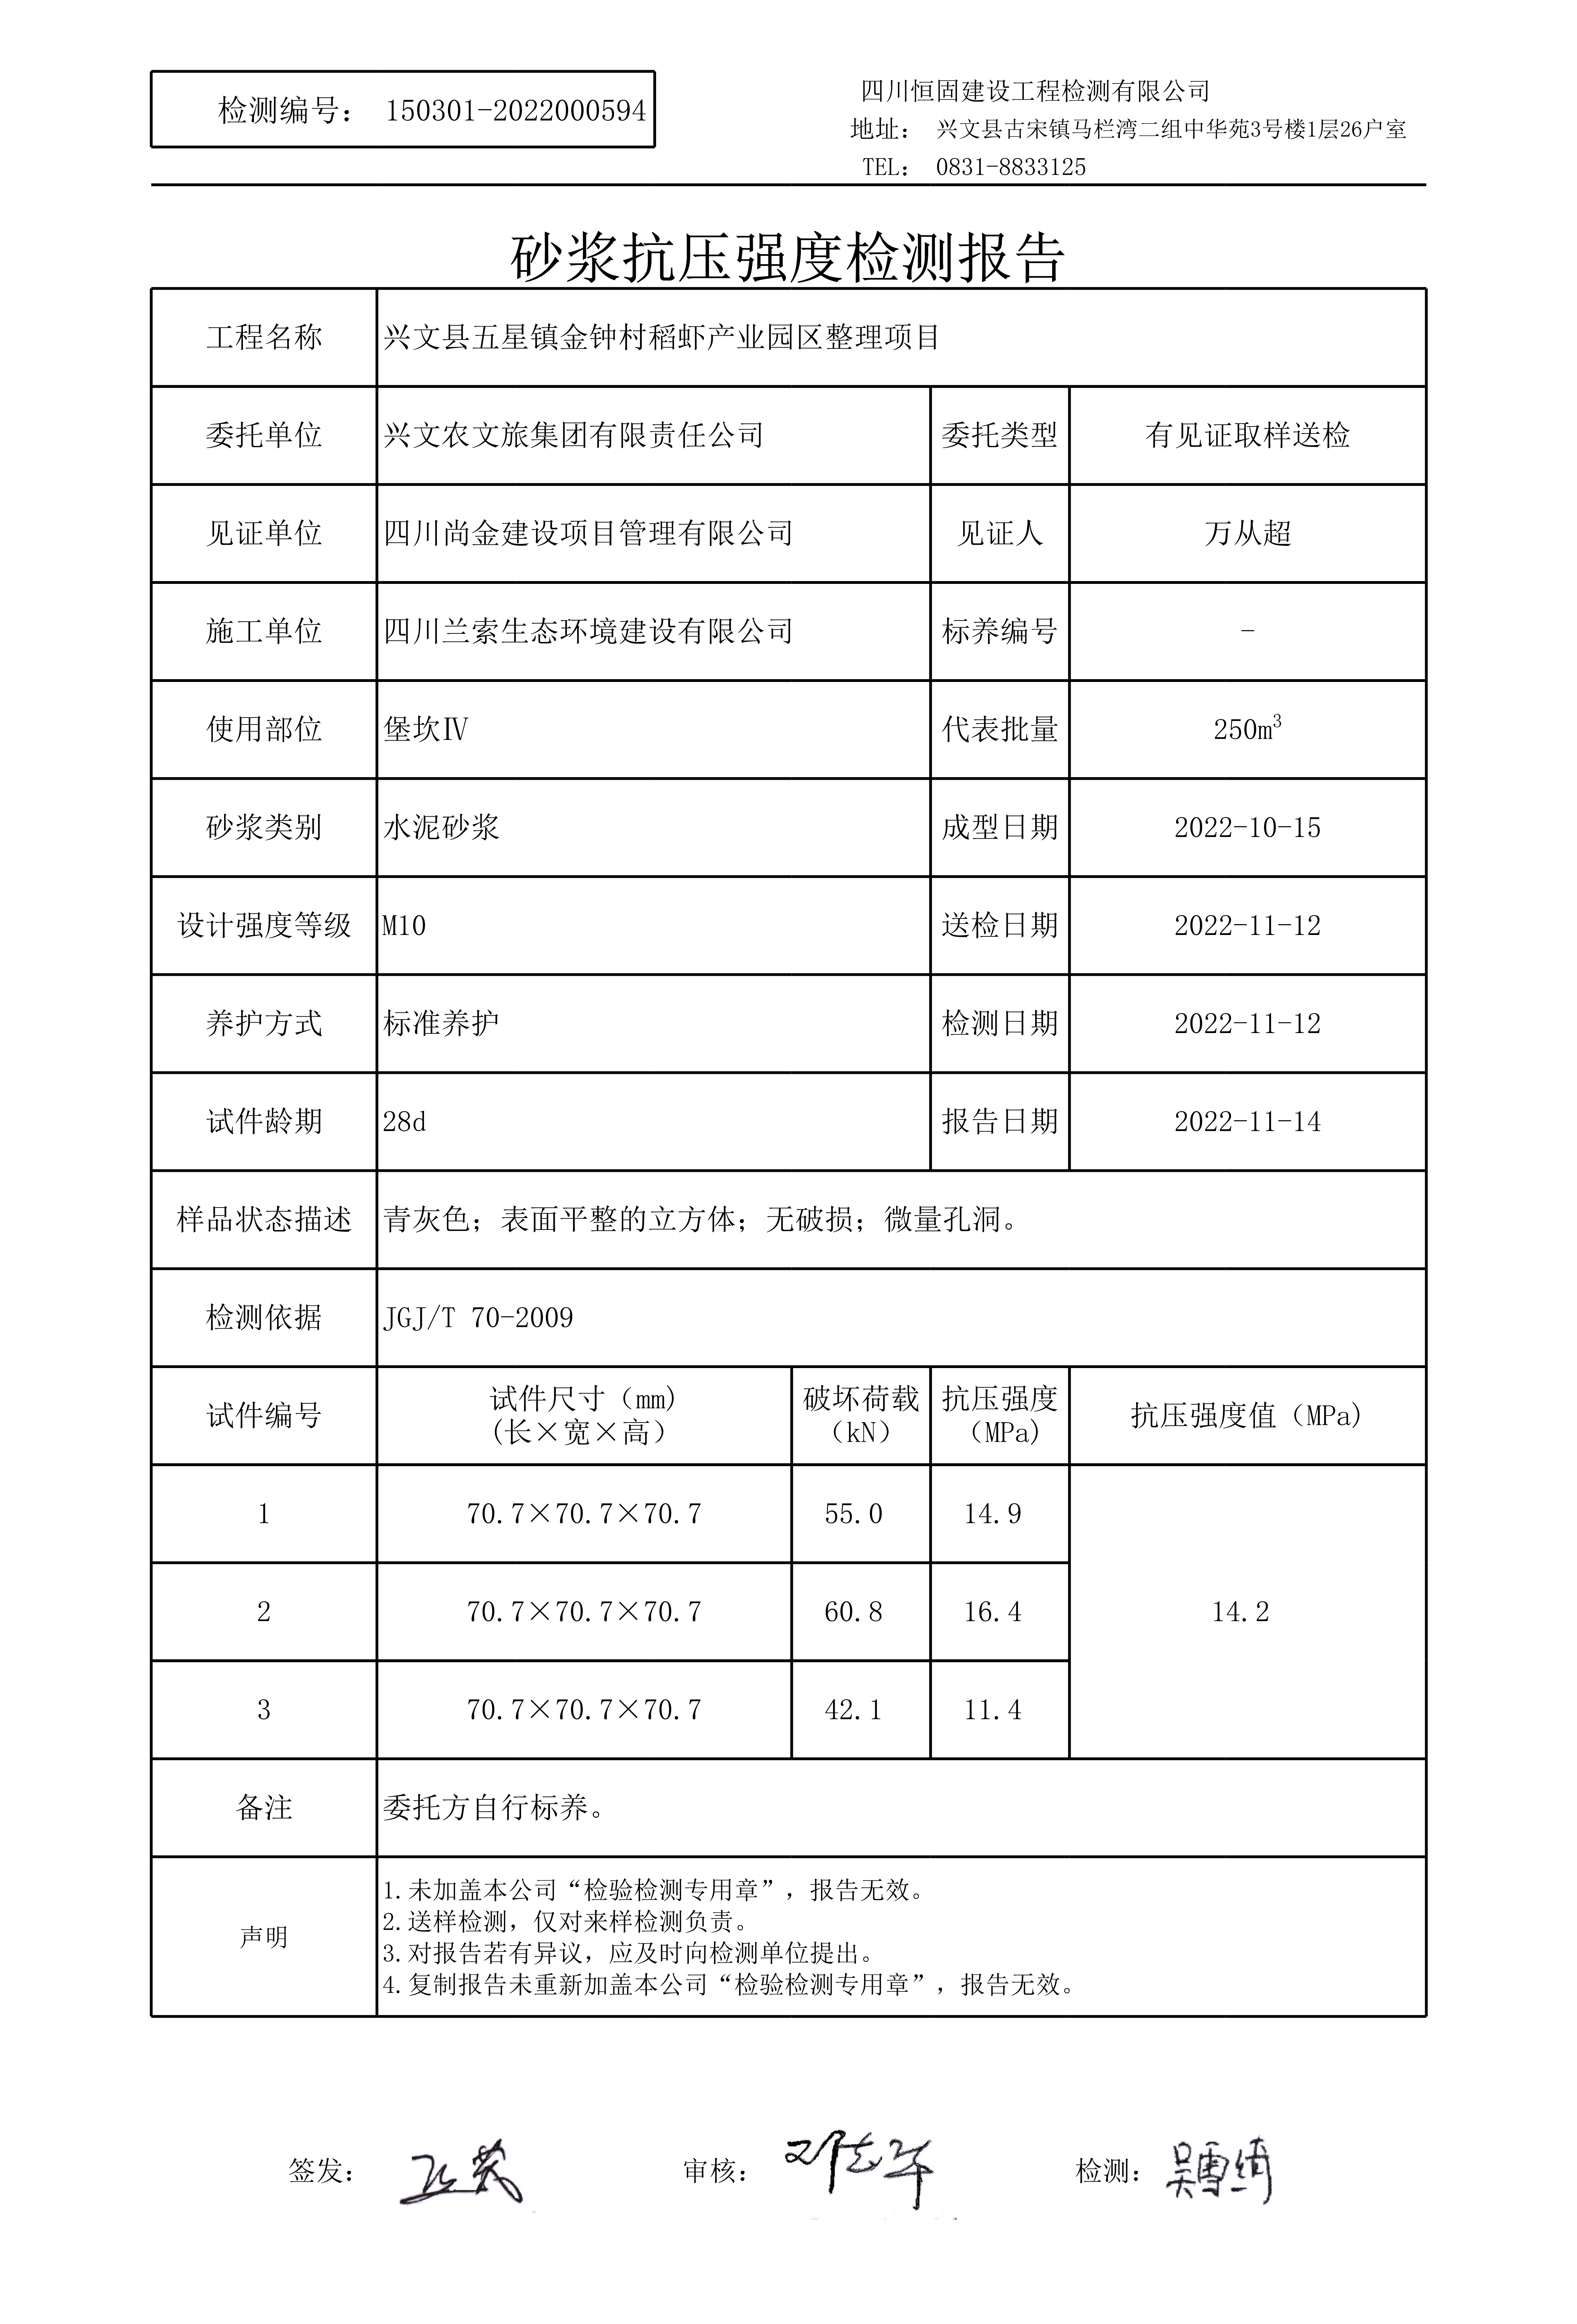 检测编号： 150301-2022000594
四川恒固建设工程检测有限公司
地址： 兴文县古宋镇马栏湾二组中华苑3号楼1层26户室
TEL： 0831-8833125
砂浆抗压强度检测报告
工程名称 兴文县五星镇金钟村稻虾产业园区整理项目
委托单位 兴文农文旅集团有限责任公司 委托类型 有见证取样送检
见证单位 四川尚金建设项目管理有限公司 见证人 万从超
施工单位 四川兰索生态环境建设有限公司 标养编号 -
使用部位 堡坎Ⅳ 代表批量 250m³
砂浆类别 水泥砂浆 成型日期 2022-10-15
设计强度等级 M10 送检日期 2022-11-12
养护方式 标准养护 检测日期 2022-11-12
试件龄期 28d 报告日期 2022-11-14
样品状态描述 青灰色；表面平整的立方体；无破损；微量孔洞。
检测依据 JGJ/T 70-2009
试件编号 试件尺寸（mm) (长×宽×高） 破坏荷载（kN） 抗压强度（MPa) 抗压强度值（MPa)
1 70.7×70.7×70.7 55.0 14.9
2 70.7×70.7×70.7 60.8 16.4 14.2
3 70.7×70.7×70.7 42.1 11.4
备注 委托方自行标养。
声明
1.未加盖本公司“检验检测专用章”，报告无效。
2.送样检测，仅对来样检测负责。
3.对报告若有异议，应及时向检测单位提出。
4.复制报告未重新加盖本公司“检验检测专用章”，报告无效。
签发： 审核： 检测：吴雪绮